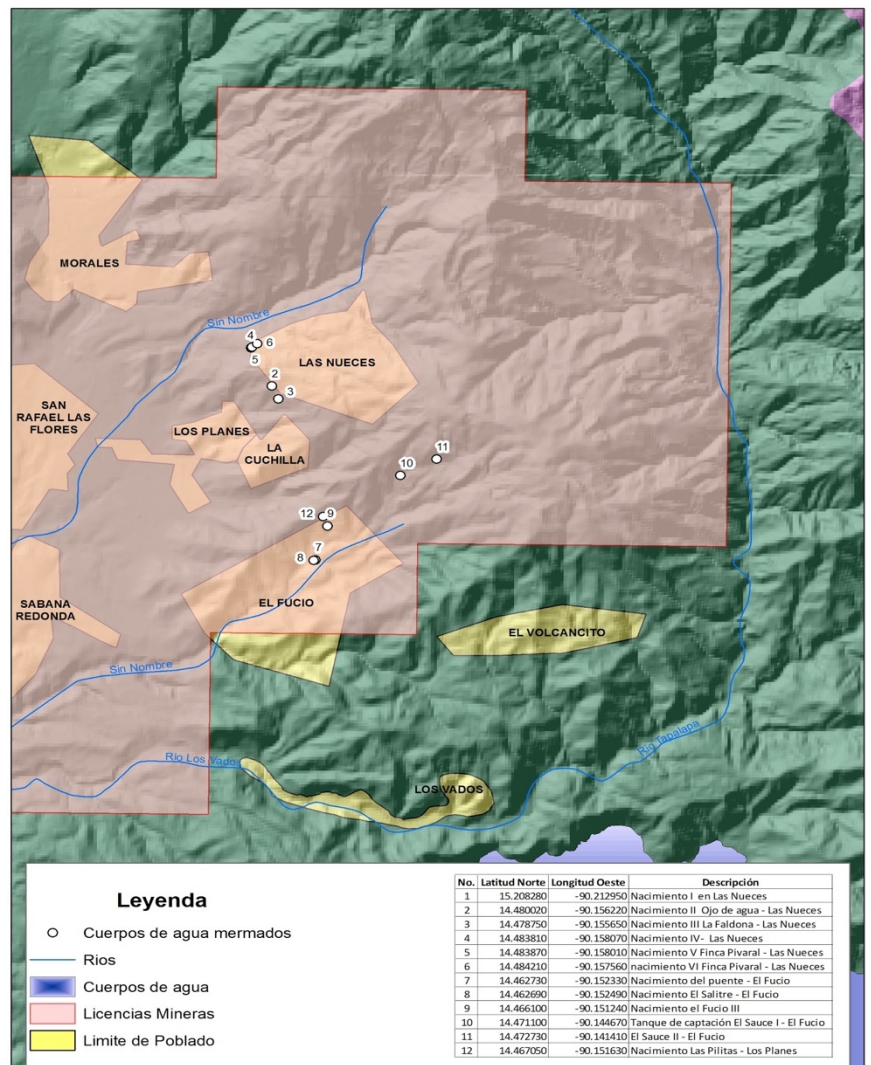 MORALES
Sin Nombre
4
6
5
LAS NUECES
2
3
SAN
RAFAEL LAS
FLORES
LOS PLANES
LA
CUCHILLA
11
10
12
9
7
8
EL FUCIO
SABANA
REDONDA
EL VOLCANCITO
Sin Nombre
Rio Tapalapa
Rio Los Vados
LOS VADOS
Leyenda
Cuerpos de agua mermados
Rios
Cuerpos de agua
Licencias Mineras
Limite de Poblado
No. Latitud Norte Longitud Oeste Descripción
1 15.208280 -90.212950 Nacimiento I en Las Nueces
2 14.480020 -90.156220 Nacimiento II Ojo de agua - Las Nueces
3 14.478750 -90.155650 Nacimiento III La Faldona - Las Nueces
4 14.483810 -90.158070 Nacimiento IV- Las Nueces
5 14.483870 -90.158010 Nacimiento V Finca Pivaral - Las Nueces
6 14.484210 -90.157560 nacimiento VI Finca Pivaral - Las Nueces
7 14.462730 -90.152330 Nacimiento del puente - El Fucio
8 14.462690 -90.152490 Nacimiento El Salitre - El Fucio
9 14.466100 -90.151240 Nacimiento el Fucio III
10 14.471100 -90.144670 Tanque de captación El Sauce I - El Fucio
11 14.472730 -90.141410 El Sauce II - El Fucio
12 14.467050 -90.151630 Nacimiento Las Pilitas - Los Planes